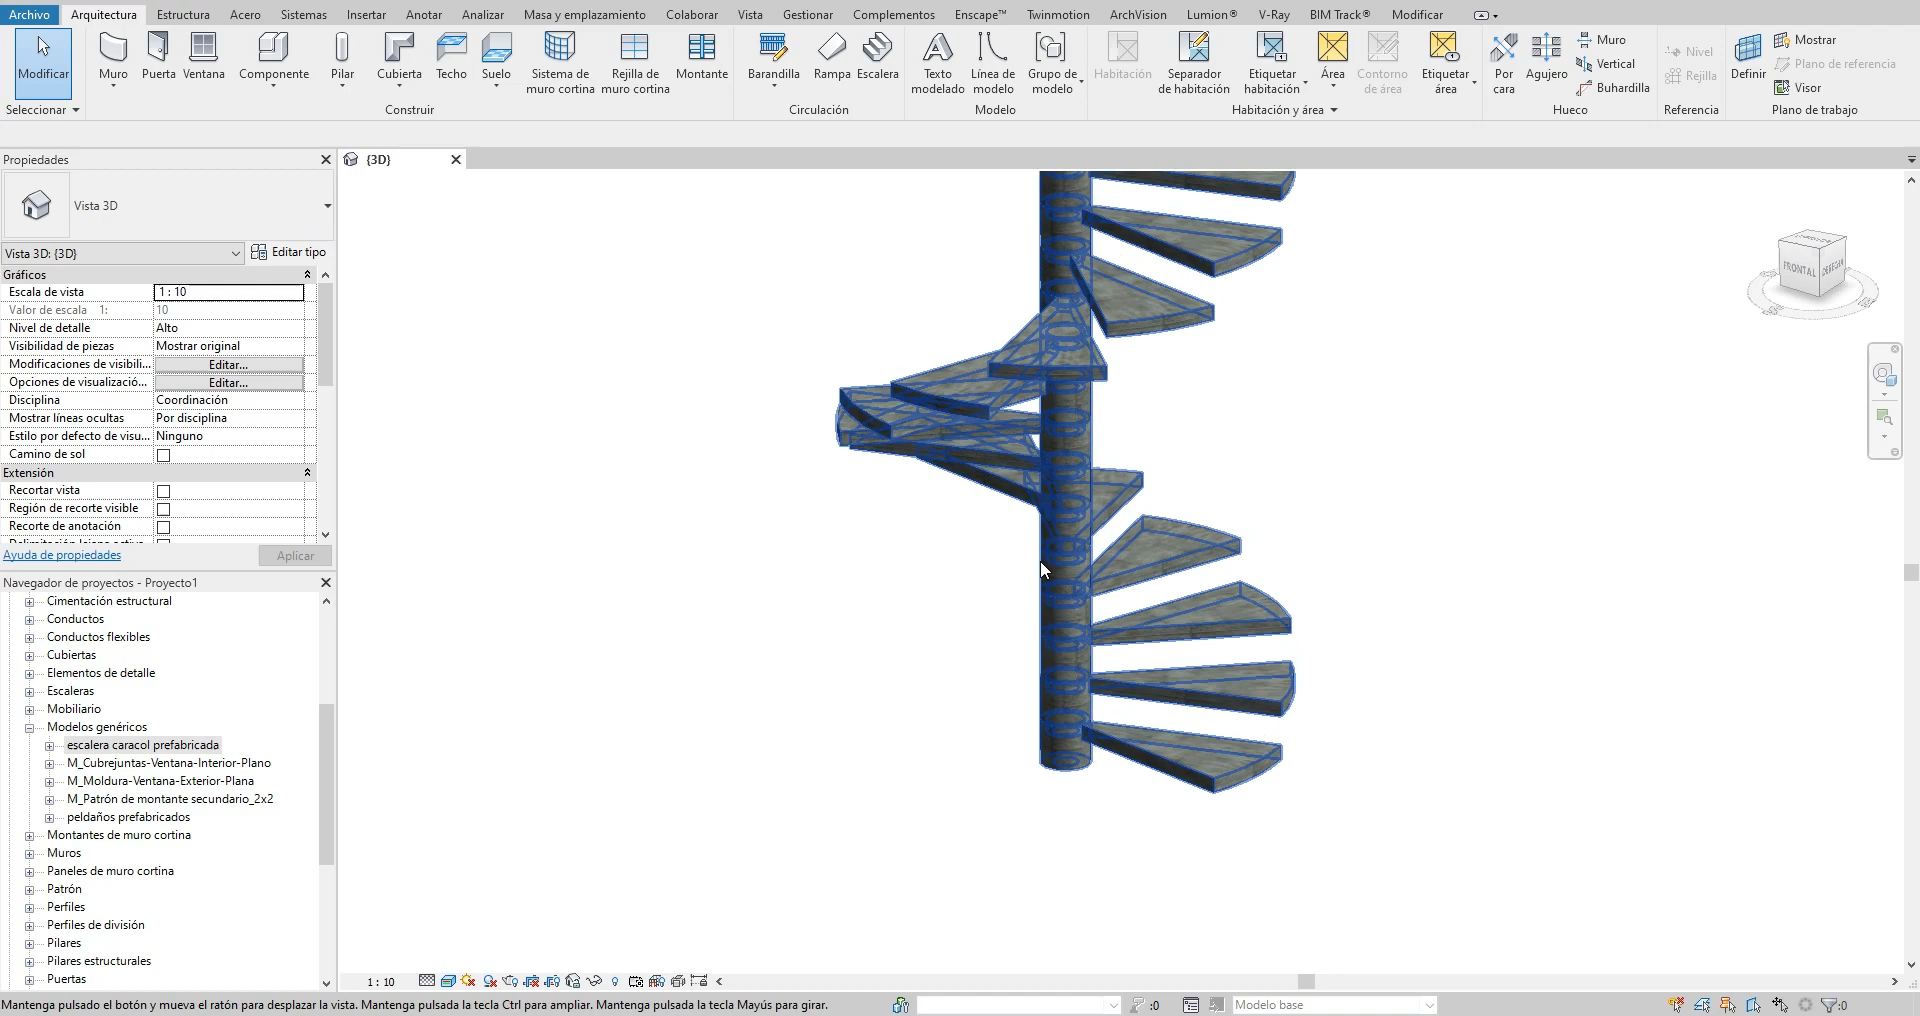 Archivo Arquitectura Estructura Acero Sistemas Insertar Anotar Analizar Masa y emplazamiento Colaborar Vista Gestionar Complementos Enscape™ Twinmotion ArchVision Lumion® V-Ray BIM Track® Modificar
Modificar
Muro
Puerta
Ventana
Componente
Pilar
Cubierta
Techo
Suelo
Sistema de
muro cortina
Rejilla de
muro cortina
Montante
Barandilla
Rampa
Escalera
Texto
modelado
Línea de
modelo
Grupo de
modelo
Habitación
Separador
de habitación
Etiquetar
habitación
Área
Contorno
de área
Etiquetar
área
Por
cara
Agujero
Muro
Vertical
Buhardilla
Nivel
Rejilla
Definir
Mostrar
Plano de referencia
Visor
Seleccionar Construir Circulación Modelo Habitación y área Hueco Referencia Plano de trabajo
Propiedades
{3D}
Vista 3D
Vista 3D: {3D} Editar tipo
Gráficos
Escala de vista 1 : 10
Valor de escala 1: 10
Nivel de detalle Alto
Visibilidad de piezas Mostrar original
Modificaciones de visibili... Editar...
Opciones de visualizació... Editar...
Disciplina Coordinación
Mostrar líneas ocultas Por disciplina
Estilo por defecto de visu... Ninguno
Camino de sol
Extensión
Recortar vista
Región de recorte visible
Recorte de anotación
Ayuda de propiedades Aplicar
Navegador de proyectos - Proyecto1
Cimentación estructural
Conductos
Conductos flexibles
Cubiertas
Elementos de detalle
Escaleras
Mobiliario
Modelos genéricos
escalera caracol prefabricada
M_Cubrejuntas-Ventana-Interior-Plano
M_Moldura-Ventana-Exterior-Plana
M_Patrón de montante secundario_2x2
peldaños prefabricados
Montantes de muro cortina
Muros
Paneles de muro cortina
Patrón
Perfiles
Perfiles de división
Pilares
Pilares estructurales
Puertas
FRONTAL
1 : 10
Mantenga pulsado el botón y mueva el ratón para desplazar la vista. Mantenga pulsada la tecla Ctrl para ampliar. Mantenga pulsada la tecla Mayús para girar.
:0
Modelo base
:0